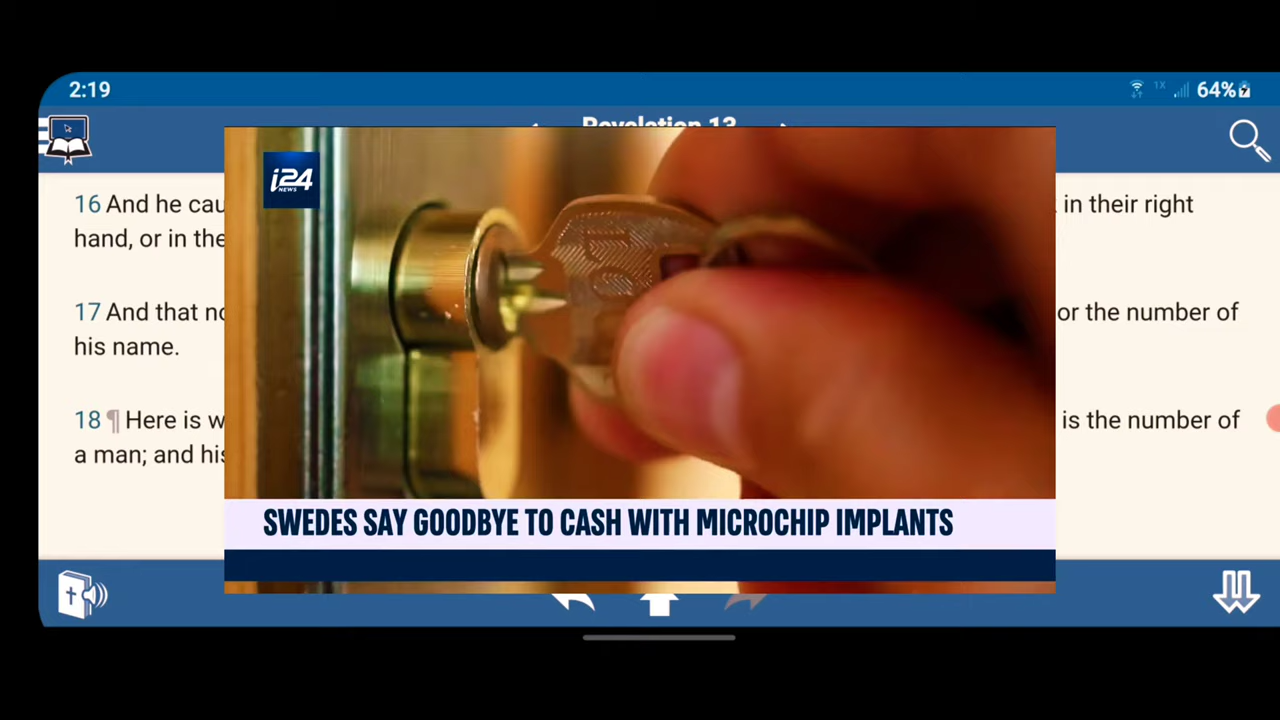 2:19
1X
64%
Revelation 13
i24
NEWS
16 And he cau
in their right
hand, or in the
17 And that no
or the number of
his name.
18 ¶ Here is w
is the number of
a man; and his
SWEDES SAY GOODBYE TO CASH WITH MICROCHIP IMPLANTS